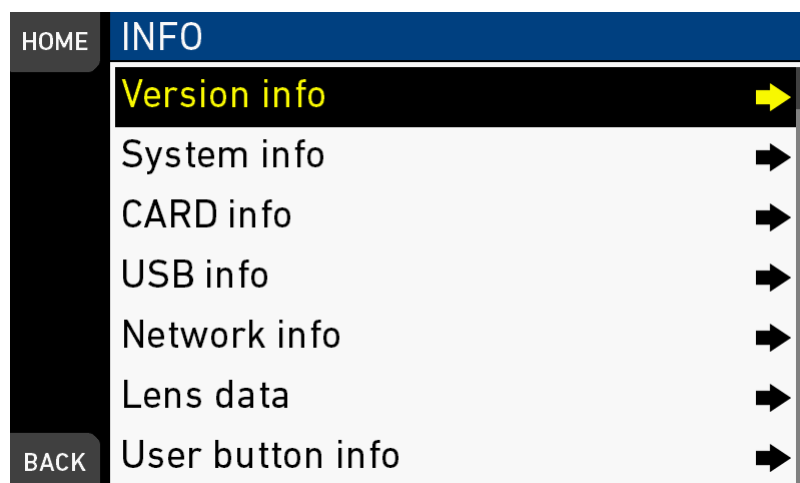 HOME
INFO
Version info
System info
CARD info
USB info
Network info
Lens data
User button info
BACK